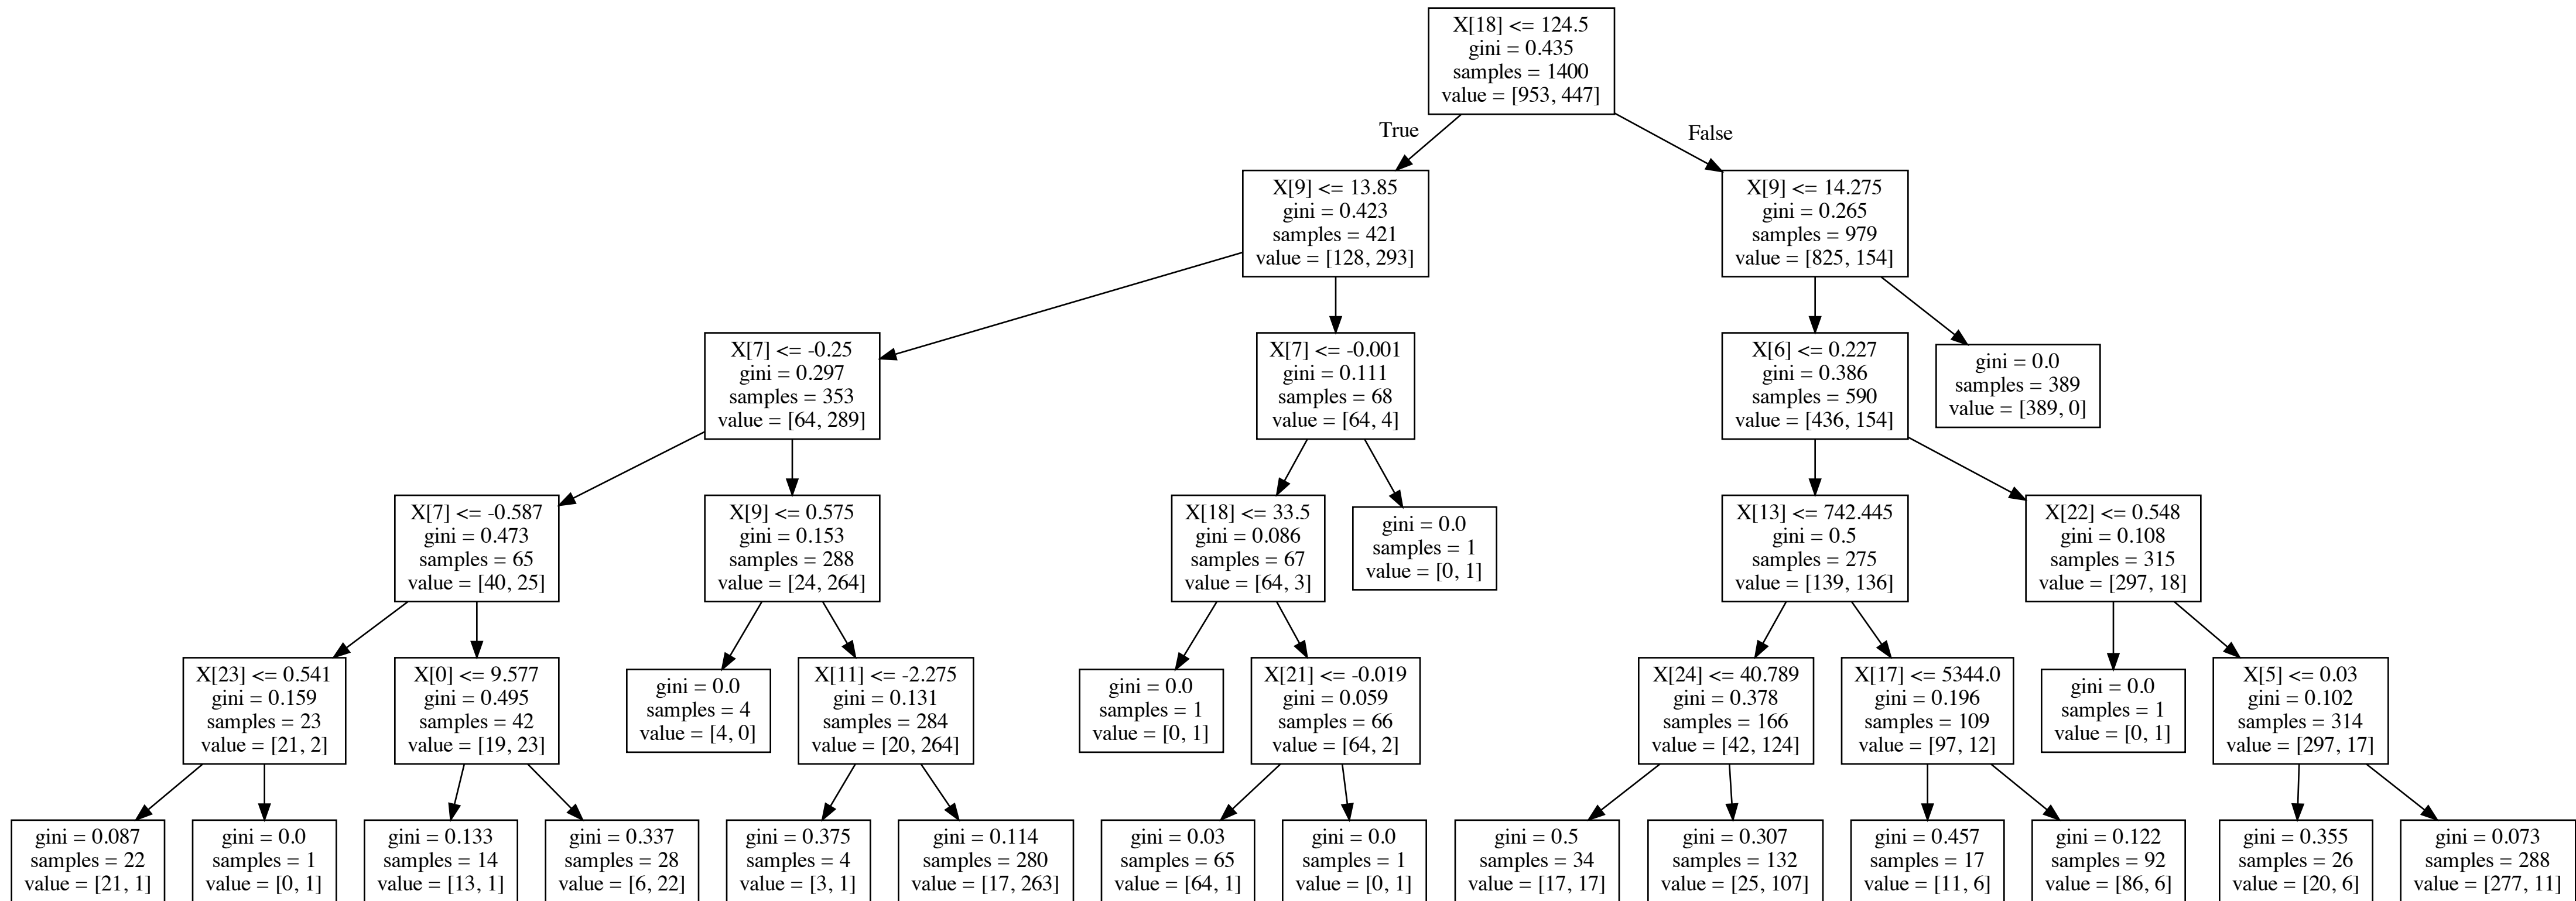 X[18] <= 124.5
gini = 0.435
samples = 1400
value = [953, 447]
True
False
X[9] <= 13.85
gini = 0.423
samples = 421
value = [128, 293]
X[9] <= 14.275
gini = 0.265
samples = 979
value = [825, 154]
X[7] <= -0.25
gini = 0.297
samples = 353
value = [64, 289]
X[7] <= -0.001
gini = 0.111
samples = 68
value = [64, 4]
X[6] <= 0.227
gini = 0.386
samples = 590
value = [436, 154]
gini = 0.0
samples = 389
value = [389, 0]
X[7] <= -0.587
gini = 0.473
samples = 65
value = [40, 25]
X[9] <= 0.575
gini = 0.153
samples = 288
value = [24, 264]
X[18] <= 33.5
gini = 0.086
samples = 67
value = [64, 3]
gini = 0.0
samples = 1
value = [0, 1]
X[13] <= 742.445
gini = 0.5
samples = 275
value = [139, 136]
X[22] <= 0.548
gini = 0.108
samples = 315
value = [297, 18]
X[23] <= 0.541
gini = 0.159
samples = 23
value = [21, 2]
X[0] <= 9.577
gini = 0.495
samples = 42
value = [19, 23]
gini = 0.0
samples = 4
value = [4, 0]
X[11] <= -2.275
gini = 0.131
samples = 284
value = [20, 264]
gini = 0.0
samples = 1
value = [0, 1]
X[21] <= -0.019
gini = 0.059
samples = 66
value = [64, 2]
X[24] <= 40.789
gini = 0.378
samples = 166
value = [42, 124]
X[17] <= 5344.0
gini = 0.196
samples = 109
value = [97, 12]
gini = 0.0
samples = 1
value = [0, 1]
X[5] <= 0.03
gini = 0.102
samples = 314
value = [297, 17]
gini = 0.087
samples = 22
value = [21, 1]
gini = 0.0
samples = 1
value = [0, 1]
gini = 0.133
samples = 14
value = [13, 1]
gini = 0.337
samples = 28
value = [6, 22]
gini = 0.375
samples = 4
value = [3, 1]
gini = 0.114
samples = 280
value = [17, 263]
gini = 0.03
samples = 65
value = [64, 1]
gini = 0.0
samples = 1
value = [0, 1]
gini = 0.5
samples = 34
value = [17, 17]
gini = 0.307
samples = 132
value = [25, 107]
gini = 0.457
samples = 17
value = [11, 6]
gini = 0.122
samples = 92
value = [86, 6]
gini = 0.355
samples = 26
value = [20, 6]
gini = 0.073
samples = 288
value = [277, 11]